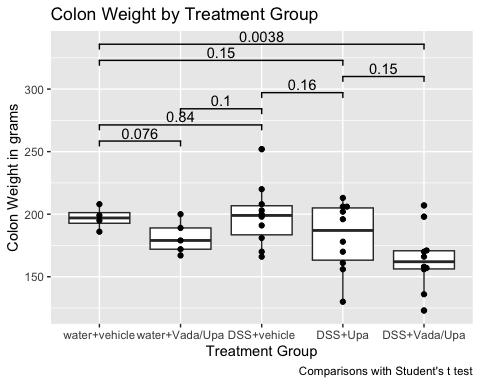 Colon Weight by Treatment Group
0.0038
0.15
0.15
0.16
0.1
0.84
0.076
300
250
200
150
Colon Weight in grams
water+vehicle water+Vada/Upa DSS+vehicle DSS+Upa DSS+Vada/Upa
Treatment Group
Comparisons with Student's t test